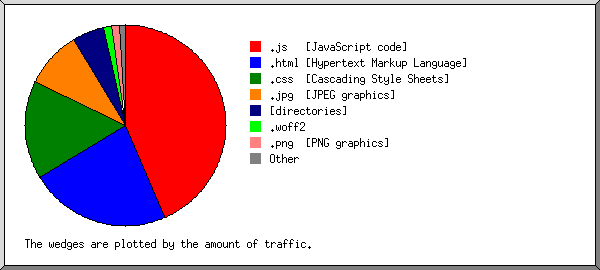 .js   [JavaScript code]
.html [Hypertext Markup Language]
.css  [Cascading Style Sheets]
.jpg  [JPEG graphics]
[directories]
.woff2
.png  [PNG graphics]
Other
The wedges are plotted by the amount of traffic.